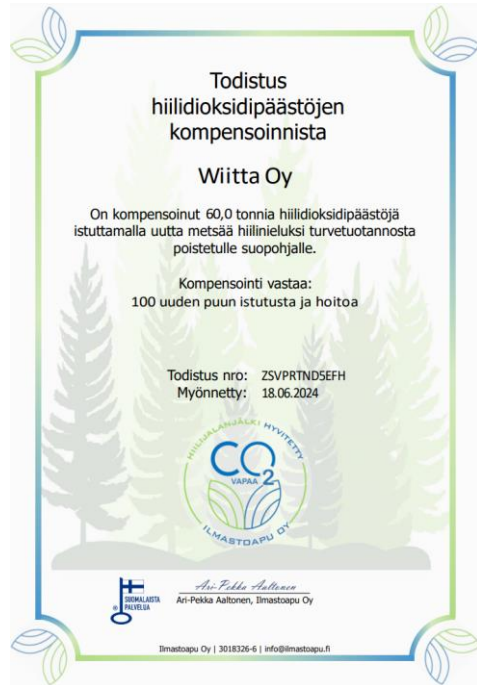 Todistus
hiilidioksidipäästöjen
kompensoinnista
Wiitta Oy
On kompensoinut 60,0 tonnia hiilidioksidipäästöjä
istuttamalla uutta metsää hiilinieluksi turvetuotannosta
poistetulle suopohjalle.
Kompensointi vastaa:
100 uuden puun istutusta ja hoitoa
Todistus nro: ZSVPRTND5EFH
Myönnetty: 18.06.2024
HIILIJALANJÄLKI HYVITETTY
CO2
VAPAA
ILMASTOAPU OY
SUOMALAISTA
PALVELUA
Ari-Pekka Aaltonen
Ari-Pekka Aaltonen, Ilmastoapu Oy
Ilmastoapu Oy | 3018326-6 | info@ilmastoapu.fi